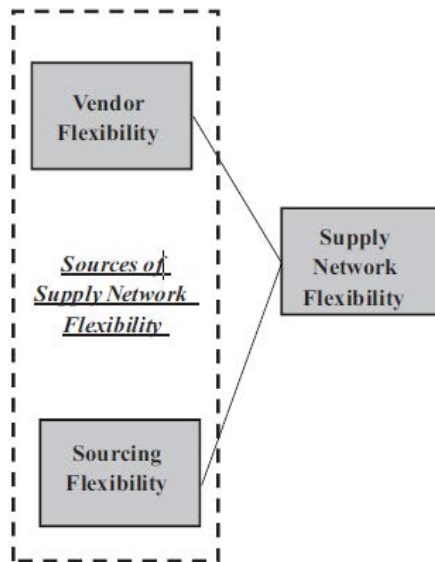 Vendor
Flexibility
Sources of
Supply Network
Flexibility
Supply
Network
Flexibility
Sourcing
Flexibility